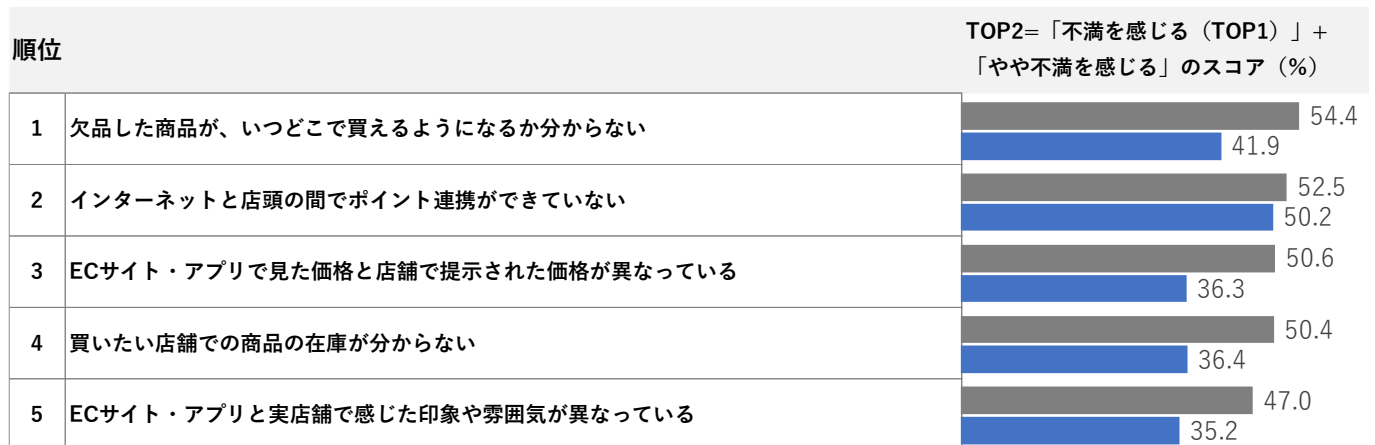 順位
TOP2=「不満を感じる（TOP1）」+
「やや不満を感じる」のスコア（%）
1 欠品した商品が、いつどこで買えるようになるか分からない 54.4
41.9
2 インターネットと店頭の間でポイント連携ができていない 52.5
50.2
3 ECサイト・アプリで見た価格と店舗で提示された価格が異なっている 50.6
36.3
4 買いたい店舗での商品の在庫が分からない 50.4
36.4
5 ECサイト・アプリと実店舗で感じた印象や雰囲気が異なっている 47.0
35.2